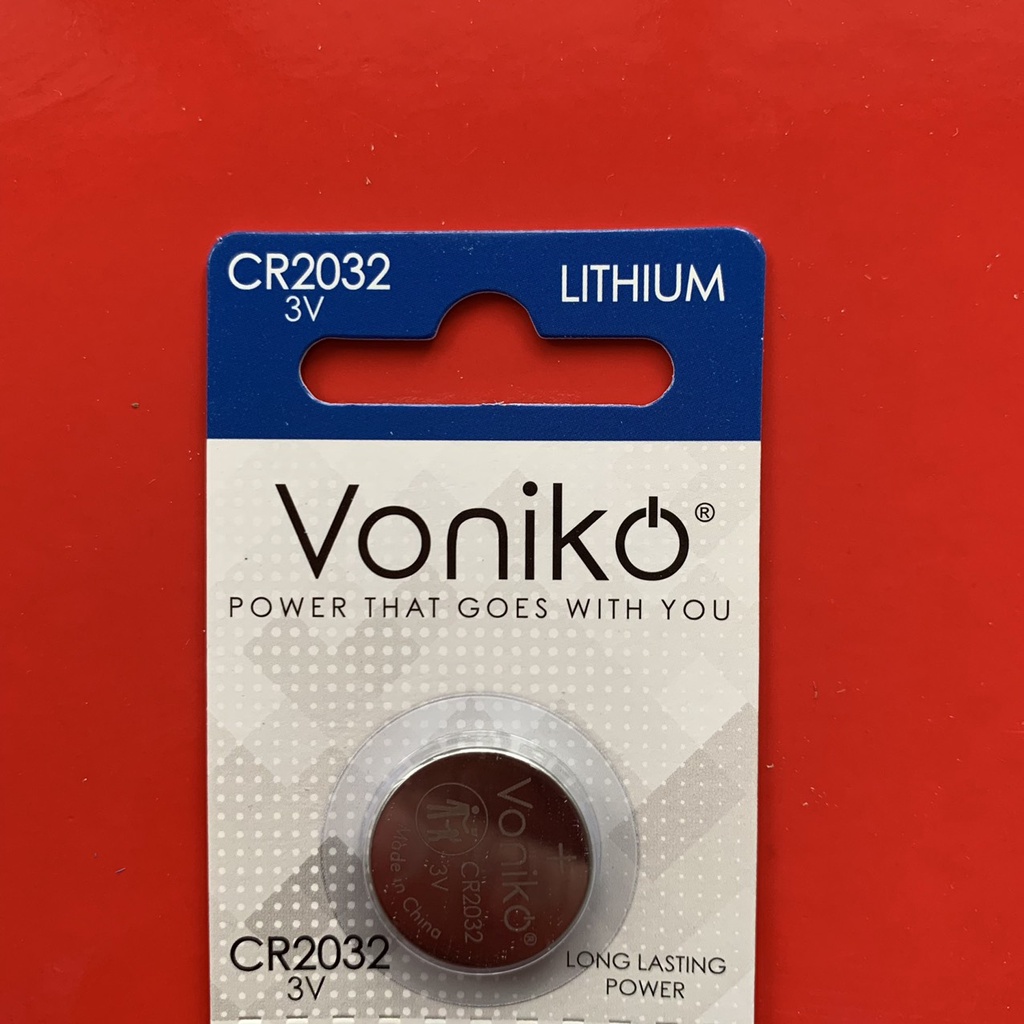 CR2032
3V
LITHIUM
Voniko®
POWER THAT GOES WITH YOU
+
Voniko®
CR2032
3V
Made in China
CR2032
3V
LONG LASTING
POWER